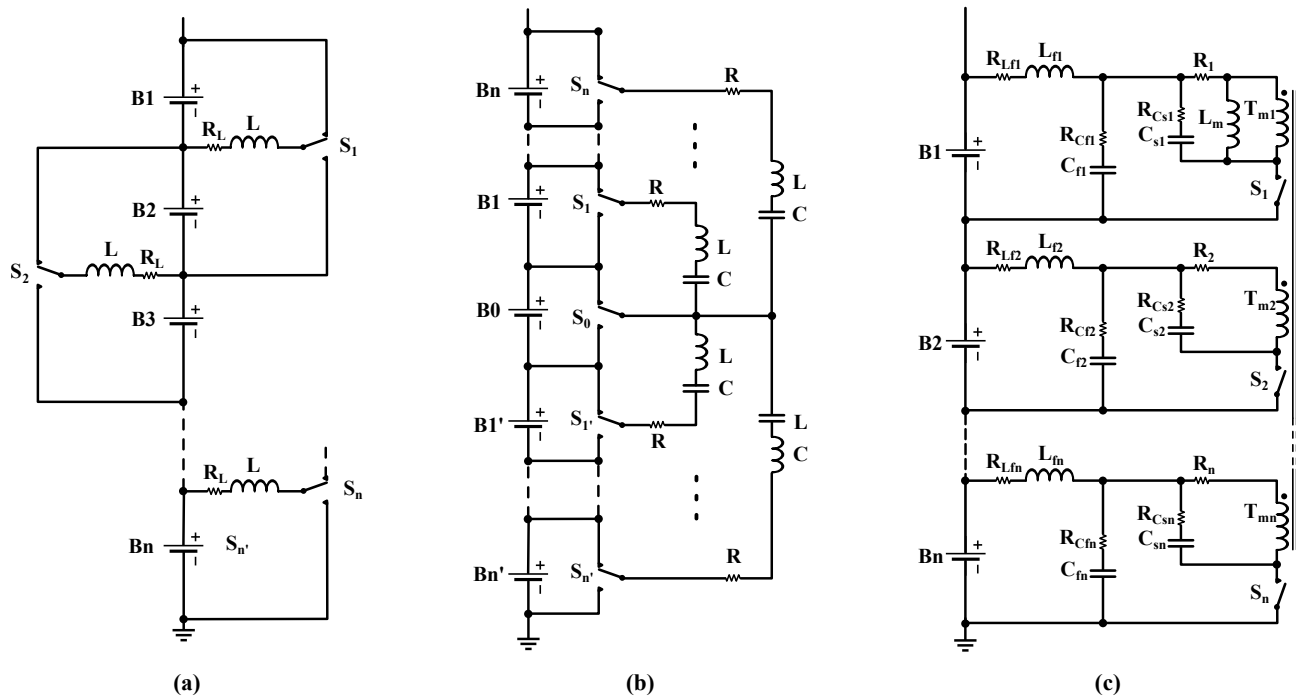 B1
+
R_L
L
S_1
B2
+
S_2
L
R_L
B3
+
R_L
L
S_n
Bn
+
S_n'
(a)
Bn
+
S_n
R
B1
+
S_1
R
L
C
L
C
B0
+
S_0
L
C
B1'
+
S_1'
R
L
C
Bn'
+
S_n'
R
(b)
R_Lf1
L_f1
R_1
R_Cs1
C_s1
L_m
T_m1
R_Cf1
C_f1
B1
+
S_1
R_Lf2
L_f2
R_2
R_Cs2
C_s2
T_m2
R_Cf2
C_f2
B2
+
S_2
R_Lfn
L_fn
R_n
R_Csn
C_sn
T_mn
R_Cfn
C_fn
Bn
+
S_n
(c)